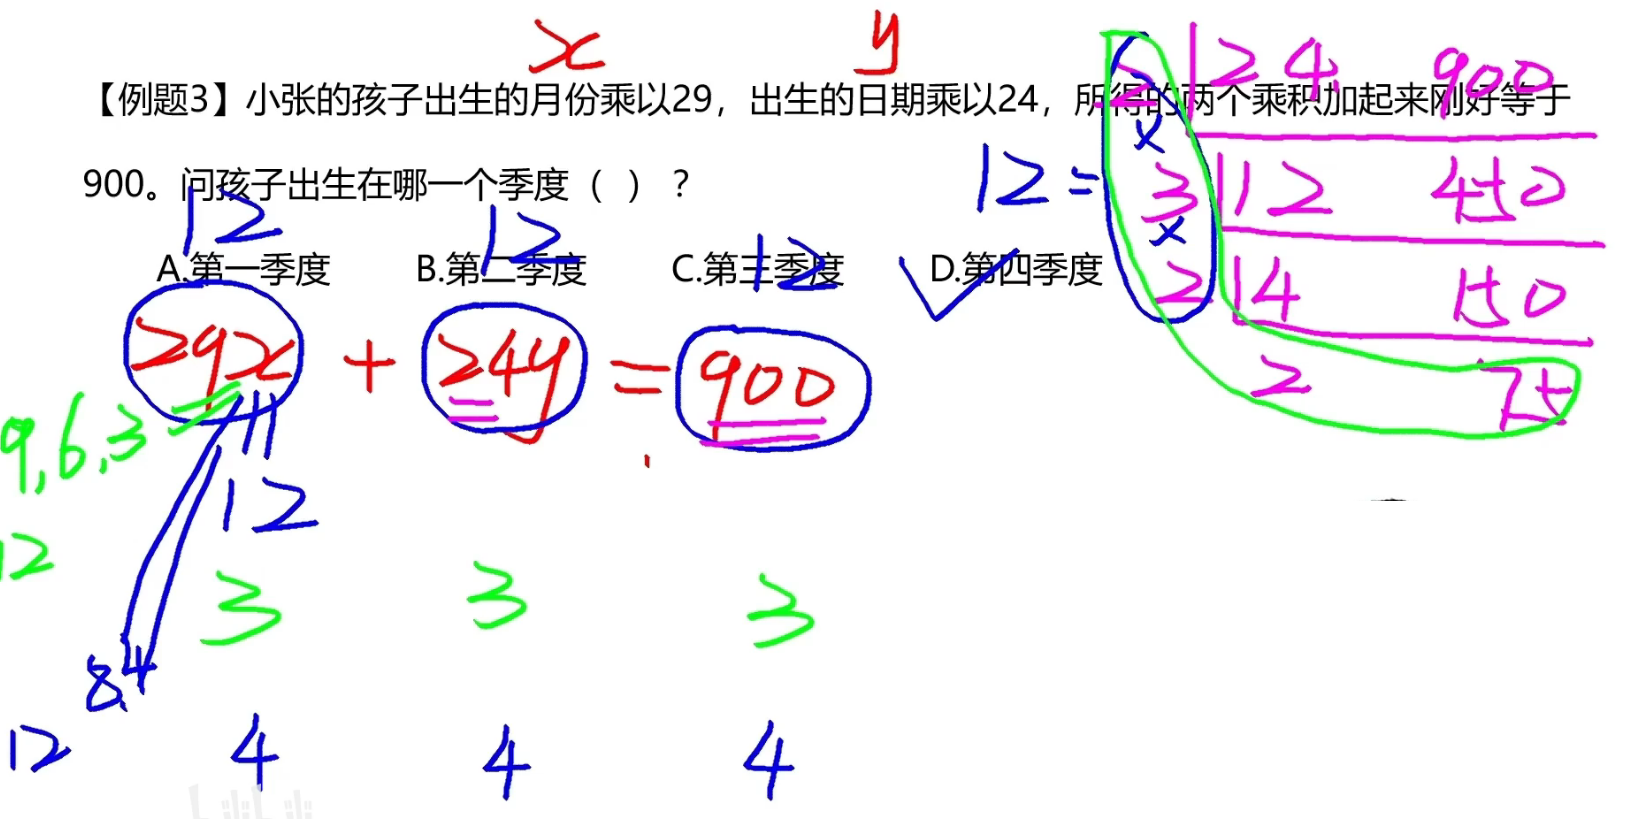 x y
【例题3】小张的孩子出生的月份乘以29，出生的日期乘以24，所得的两个乘积加起来刚好等于
900。问孩子出生在哪一个季度（ ）？
12 12 12
A.第一季度 B.第二季度 C.第三季度 D.第四季度
29x + 24y = 900
9,6,3
12
12
3 3 3
8,4
12 4 4 4
2 24 900
12 = x
3 12 450
x
2 4 150
2 75